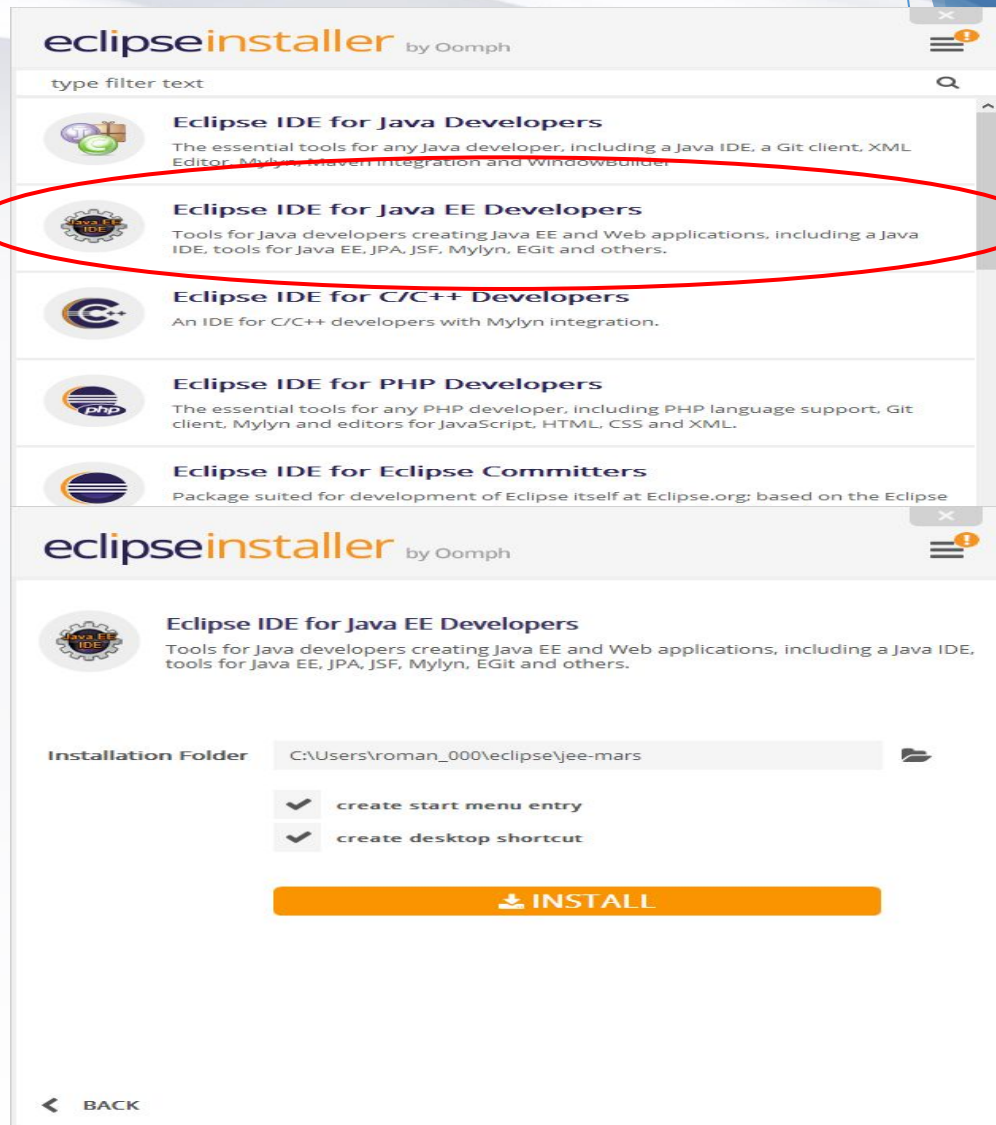 eclipseinstaller by Oomph
type filter text
Eclipse IDE for Java Developers
The essential tools for any Java developer, including a Java IDE, a Git client, XML
Editor, Mylyn, Maven integration and WindowBuilder
Java EE
IDE
Eclipse IDE for Java EE Developers
Tools for Java developers creating Java EE and Web applications, including a Java
IDE, tools for Java EE, JPA, JSF, Mylyn, EGit and others.
C++
Eclipse IDE for C/C++ Developers
An IDE for C/C++ developers with Mylyn integration.
php
Eclipse IDE for PHP Developers
The essential tools for any PHP developer, including PHP language support, Git
client, Mylyn and editors for JavaScript, HTML, CSS and XML.
Eclipse IDE for Eclipse Committers
Package suited for development of Eclipse itself at Eclipse.org; based on the Eclipse
eclipseinstaller by Oomph
Java EE
IDE
Eclipse IDE for Java EE Developers
Tools for Java developers creating Java EE and Web applications, including a Java IDE,
tools for Java EE, JPA, JSF, Mylyn, EGit and others.
Installation Folder C:\Users\roman_000\eclipse\jee-mars
create start menu entry
create desktop shortcut
INSTALL
BACK